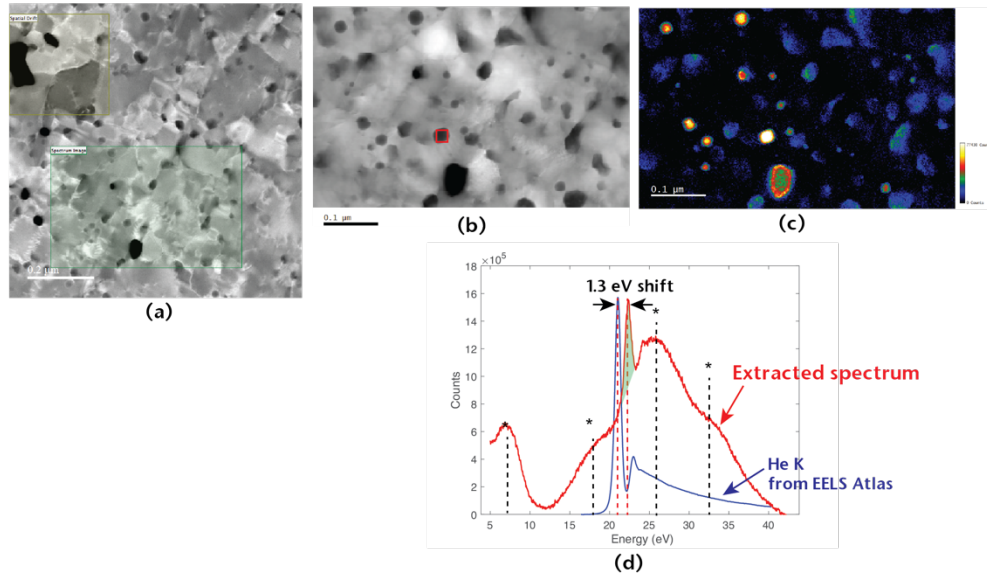 Spatial Drift
Spectrum Image
0.2 μm
(a)
0.1 μm
(b)
0.1 μm
0 Counts
(c)
×10⁵
18
16
14
12
10
8
6
4
2
0
Counts
1.3 eV shift
*
*
*
*
Extracted spectrum
He K
from EELS Atlas
5 10 15 20 25 30 35 40
Energy (eV)
(d)